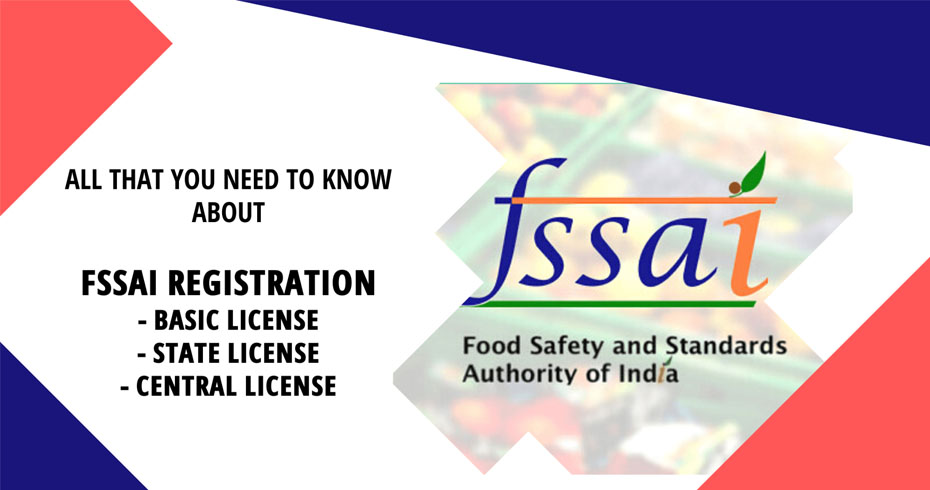 ALL THAT YOU NEED TO KNOW
ABOUT
FSSAI REGISTRATION
- BASIC LICENSE
- STATE LICENSE
- CENTRAL LICENSE
fssai
Food Safety and Standards
Authority of India